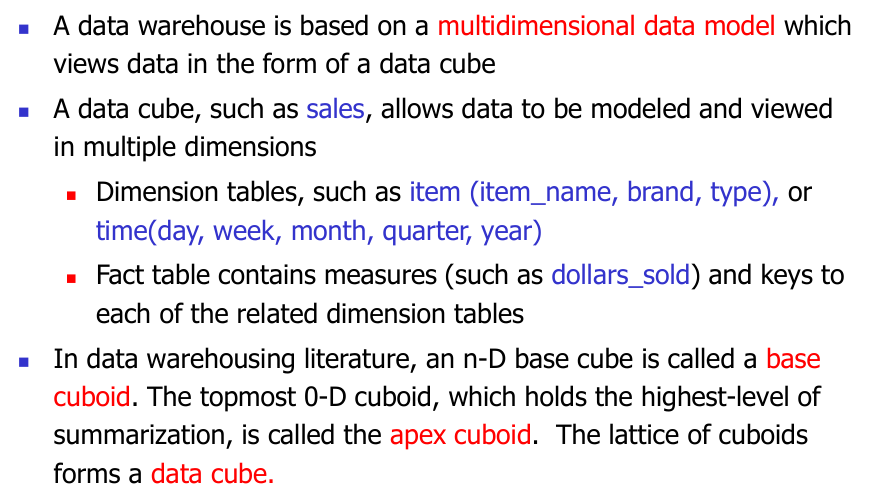 A data warehouse is based on a multidimensional data model which
views data in the form of a data cube
A data cube, such as sales, allows data to be modeled and viewed
in multiple dimensions
Dimension tables, such as item (item_name, brand, type), or
time(day, week, month, quarter, year)
Fact table contains measures (such as dollars_sold) and keys to
each of the related dimension tables
In data warehousing literature, an n-D base cube is called a base
cuboid. The topmost 0-D cuboid, which holds the highest-level of
summarization, is called the apex cuboid.  The lattice of cuboids
forms a data cube.